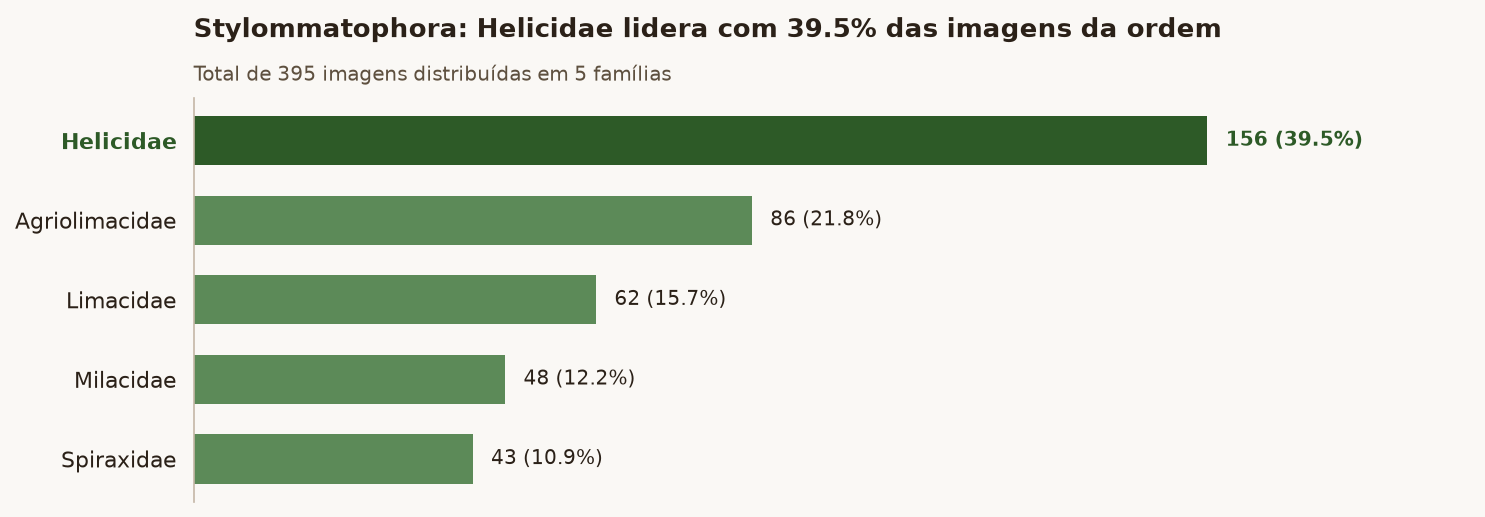 Stylommatophora: Helicidae lidera com 39.5% das imagens da ordem
Total de 395 imagens distribuídas em 5 famílias
Helicidae 156 (39.5%)
Agriolimacidae 86 (21.8%)
Limacidae 62 (15.7%)
Milacidae 48 (12.2%)
Spiraxidae 43 (10.9%)